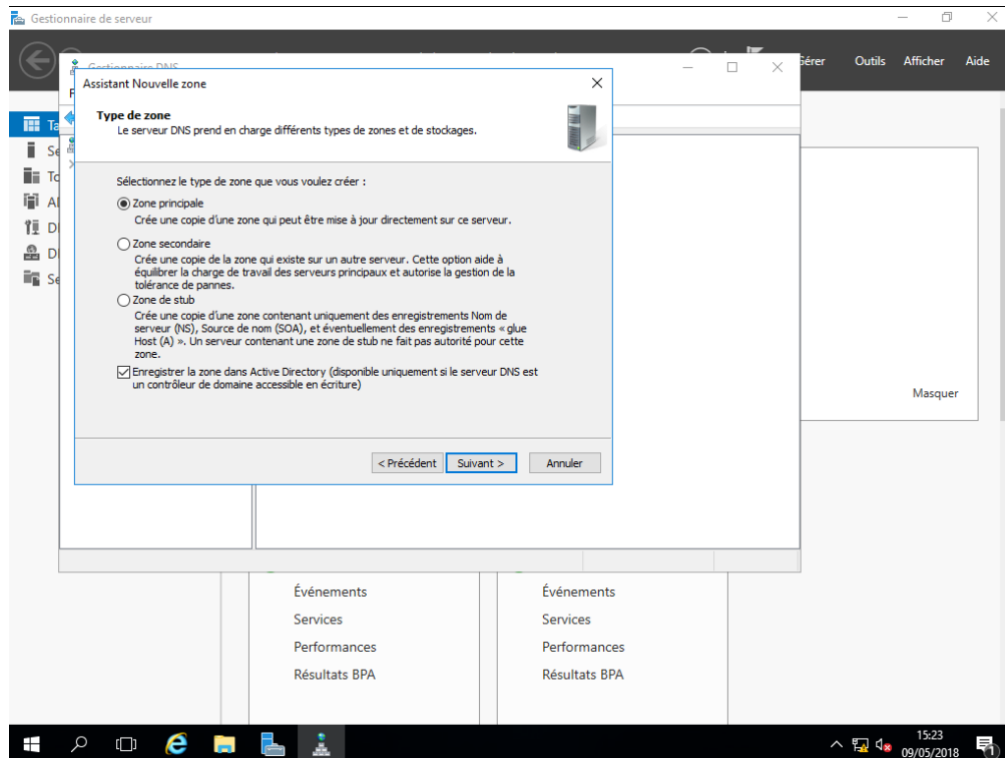 Gestionnaire de serveur
Gestionnaire DNS
Gérer Outils Afficher Aide
Assistant Nouvelle zone
Type de zone
Le serveur DNS prend en charge différents types de zones et de stockages.
Sélectionnez le type de zone que vous voulez créer :
Zone principale
Crée une copie d'une zone qui peut être mise à jour directement sur ce serveur.
Zone secondaire
Crée une copie de la zone qui existe sur un autre serveur. Cette option aide à
équilibrer la charge de travail des serveurs principaux et autorise la gestion de la
tolérance de pannes.
Zone de stub
Crée une copie d'une zone contenant uniquement des enregistrements Nom de
serveur (NS), Source de nom (SOA), et éventuellement des enregistrements « glue
Host (A) ». Un serveur contenant une zone de stub ne fait pas autorité pour cette
zone.
Enregistrer la zone dans Active Directory (disponible uniquement si le serveur DNS est
un contrôleur de domaine accessible en écriture)
< Précédent Suivant > Annuler
Masquer
Événements Événements
Services Services
Performances Performances
Résultats BPA Résultats BPA
15:23
09/05/2018